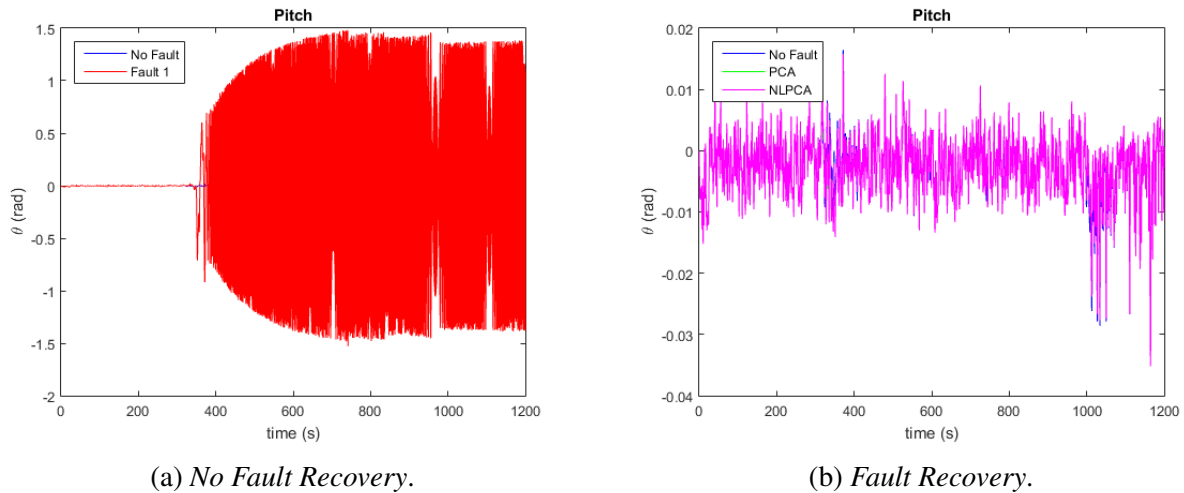 Pitch
No Fault
Fault 1
1.5
1
0.5
0
-0.5
-1
-1.5
-2
θ (rad)
0 200 400 600 800 1000 1200
time (s)
(a) No Fault Recovery.
Pitch
No Fault
PCA
NLPCA
0.02
0.01
0
-0.01
-0.02
-0.03
-0.04
θ (rad)
0 200 400 600 800 1000 1200
time (s)
(b) Fault Recovery.